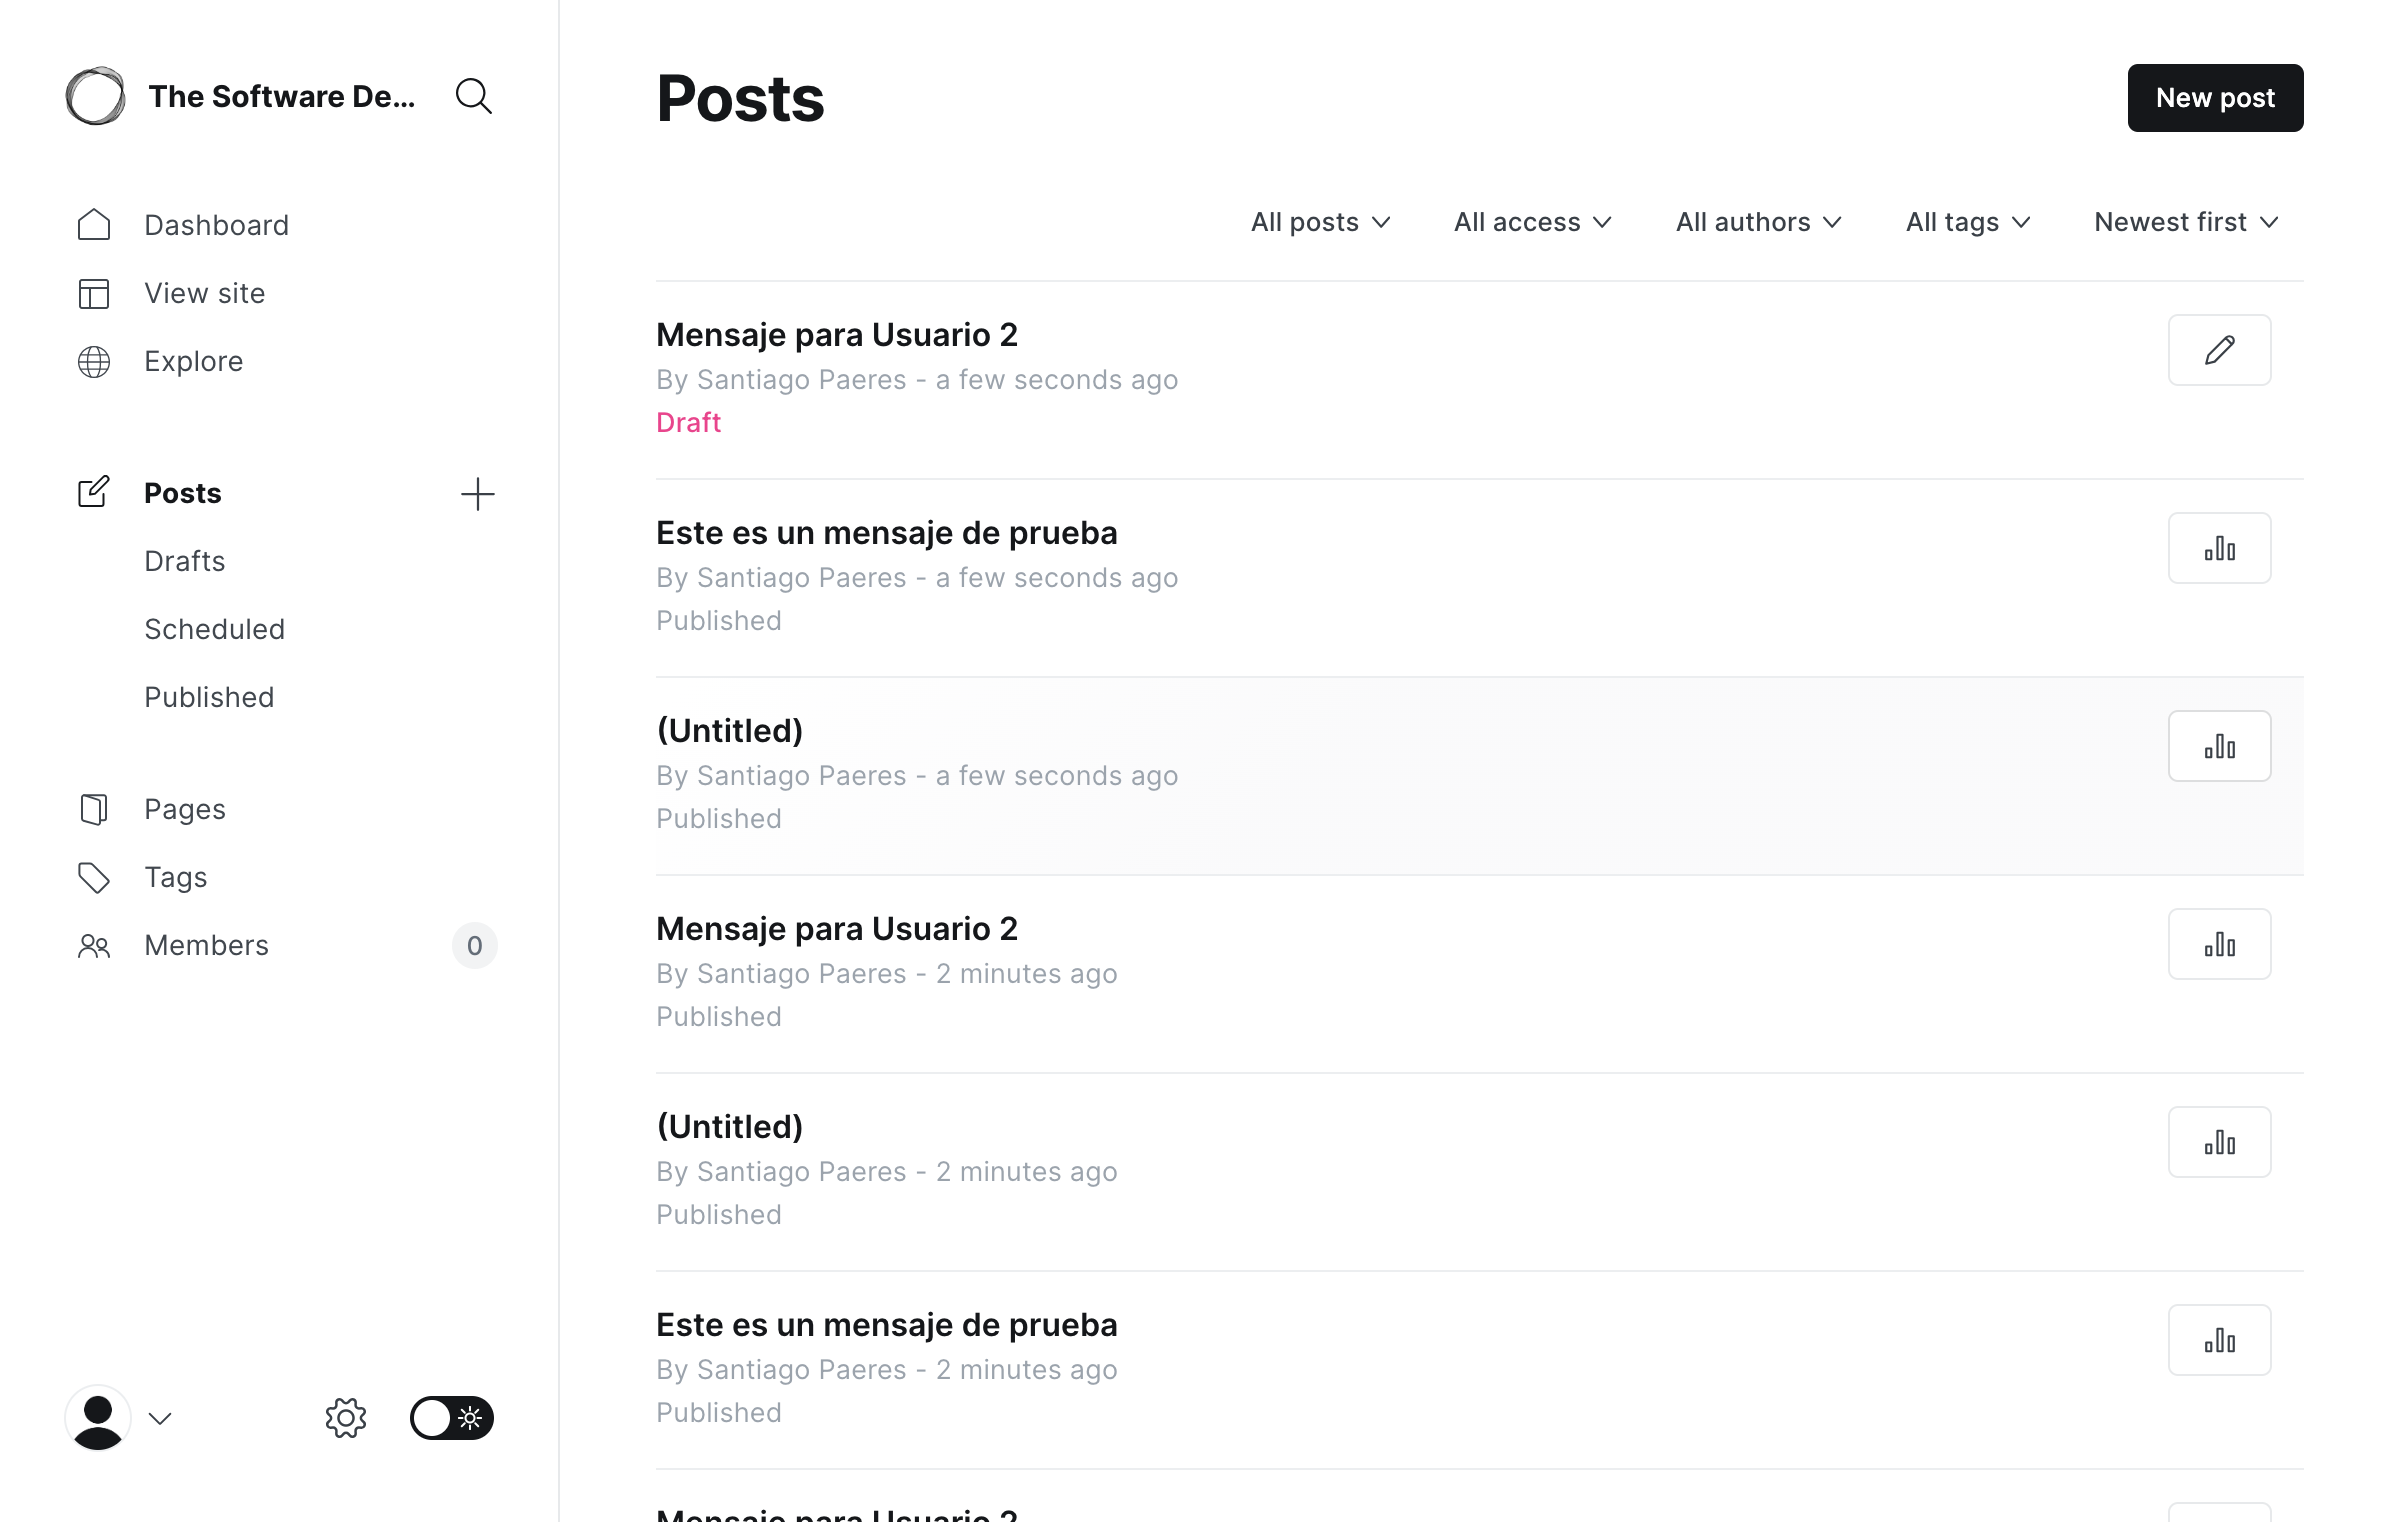 The Software De...
Dashboard
View site
Explore
Posts
Drafts
Scheduled
Published
Pages
Tags
Members 0
Posts
New post
All posts All access All authors All tags Newest first
Mensaje para Usuario 2
By Santiago Paeres - a few seconds ago
Draft
Este es un mensaje de prueba
By Santiago Paeres - a few seconds ago
Published
(Untitled)
By Santiago Paeres - a few seconds ago
Published
Mensaje para Usuario 2
By Santiago Paeres - 2 minutes ago
Published
(Untitled)
By Santiago Paeres - 2 minutes ago
Published
Este es un mensaje de prueba
By Santiago Paeres - 2 minutes ago
Published
Mensaje para Usuario 2